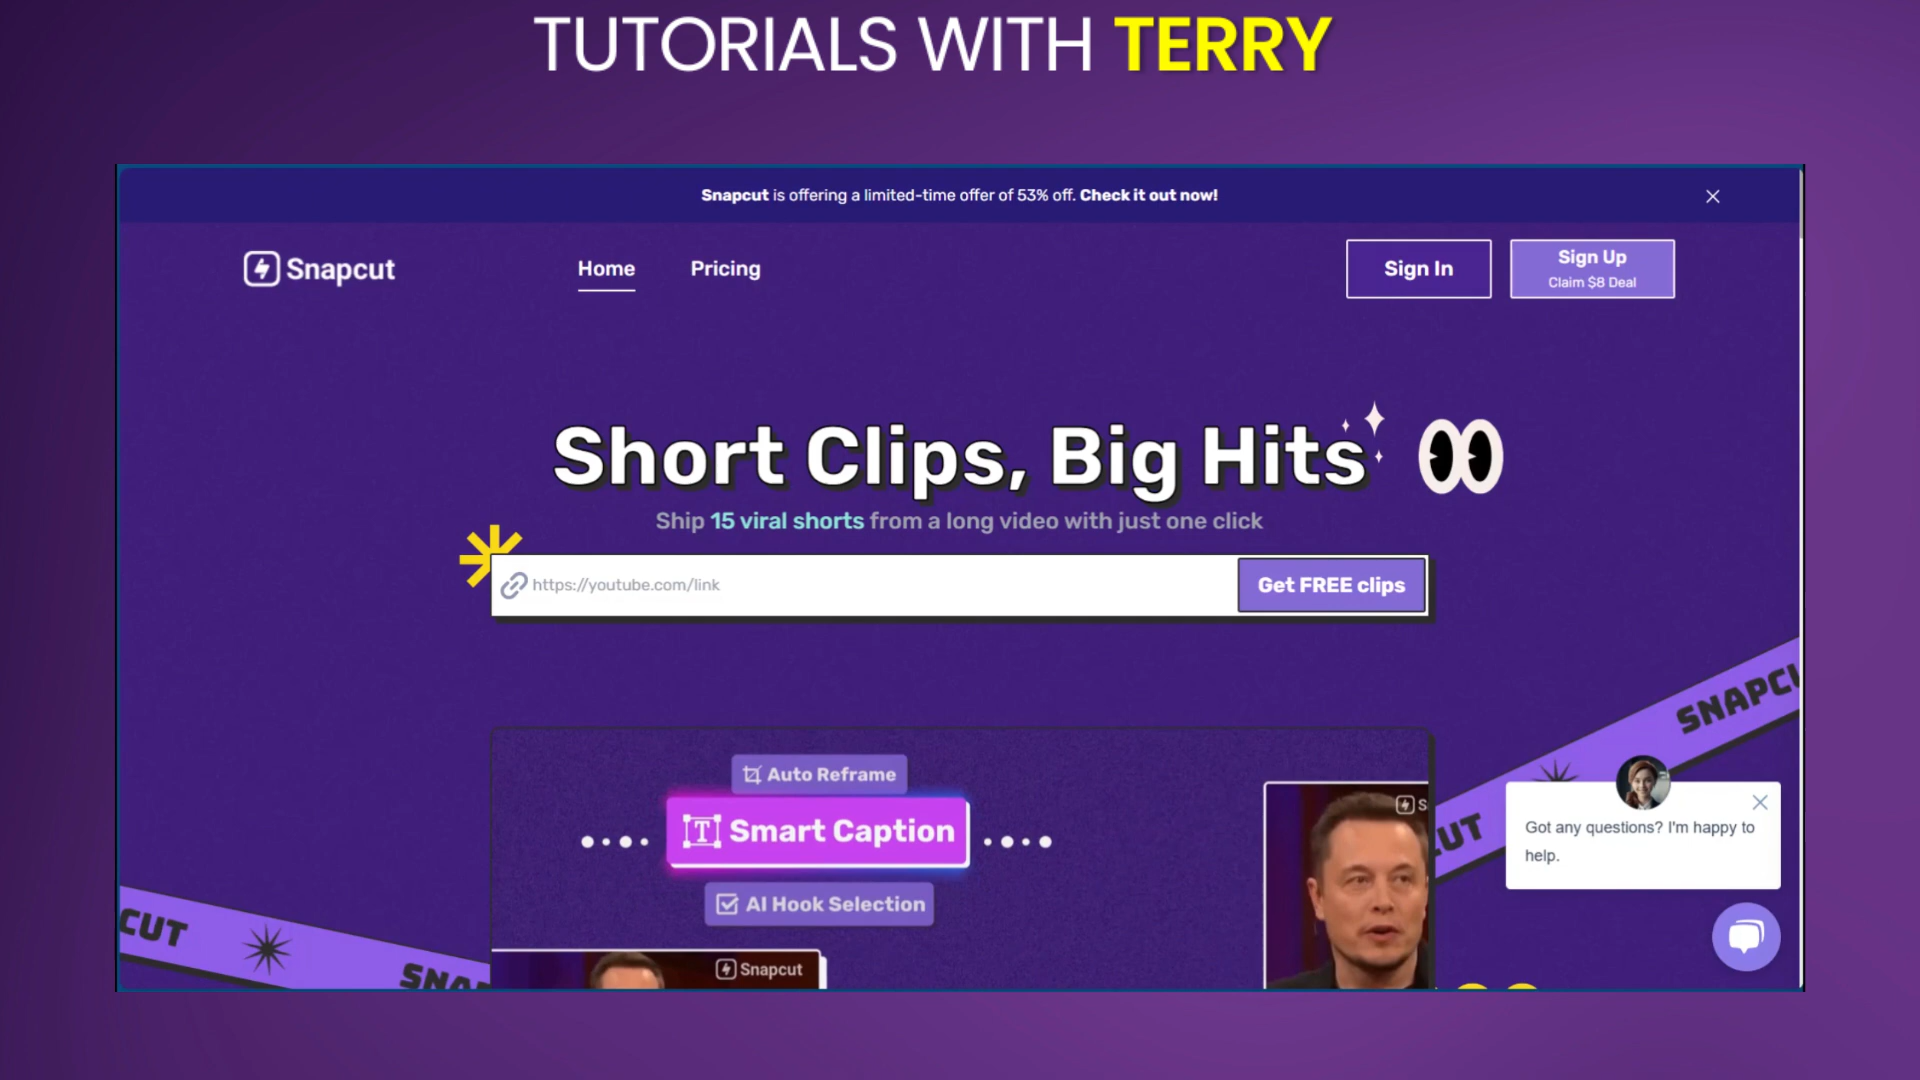 TUTORIALS WITH TERRY
Snapcut is offering a limited-time offer of 53% off. Check it out now!
Snapcut
Home
Pricing
Sign In
Sign Up
Claim $8 Deal
Short Clips, Big Hits
Ship 15 viral shorts from a long video with just one click
https://youtube.com/link
Get FREE clips
SNAPCU
Auto Reframe
Smart Caption
AI Hook Selection
S
CUT
Got any questions? I'm happy to
help.
CUT
SNA
Snapcut